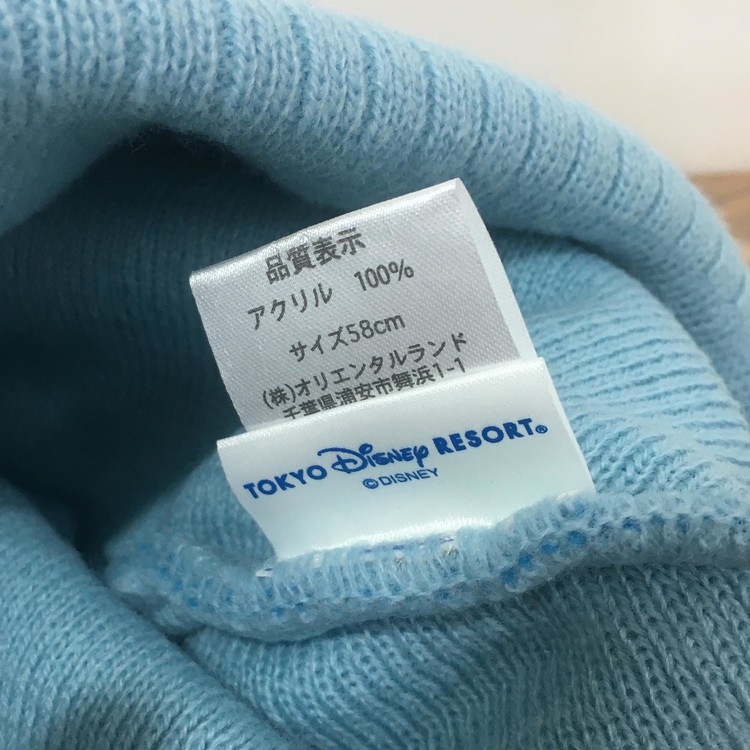 品質表示
アクリル 100%
サイズ58cm
(株)オリエンタルランド
千葉県浦安市舞浜1-1
TOKYO Disney RESORT®
©DISNEY